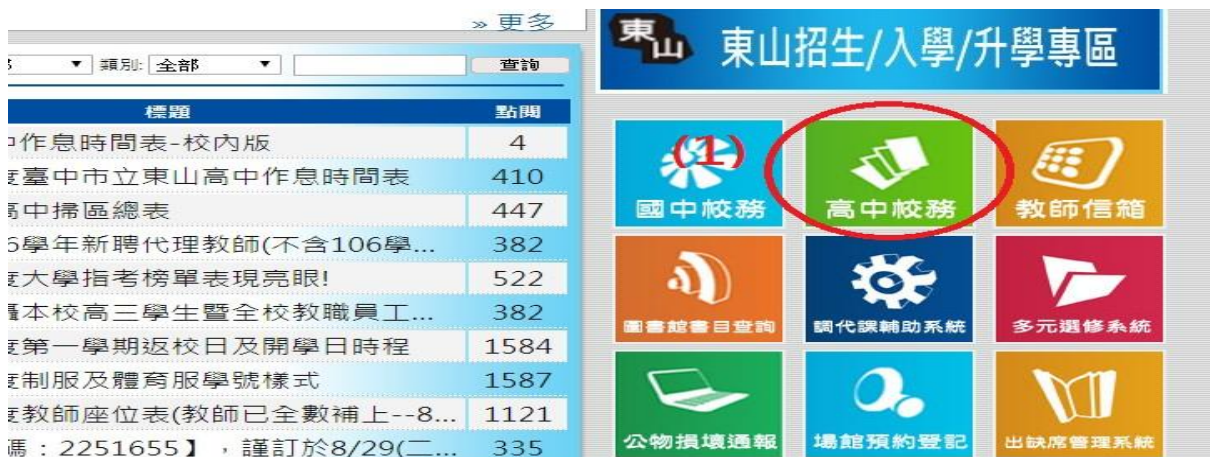 » 更多
類別: 全部 查詢
標題 點閱
中作息時間表-校內版 4
度臺中市立東山高中作息時間表 410
高中掃區總表 447
6學年新聘代理教師(不含106學... 382
度大學指考榜單表現亮眼! 522
本校高三學生暨全校教職員工... 382
度第一學期返校日及開學日時程 1584
度制服及體育服學號樣式 1587
度教師座位表(教師已全數補上--8... 1121
碼：2251655】，謹訂於8/29(二... 335
東山 東山招生/入學/升學專區
(1)
國中校務 高中校務 教師信箱
圖書館書目查詢 調代課輔助系統 多元選修系統
公物損壞通報 場館預約登記 出缺席管理系統